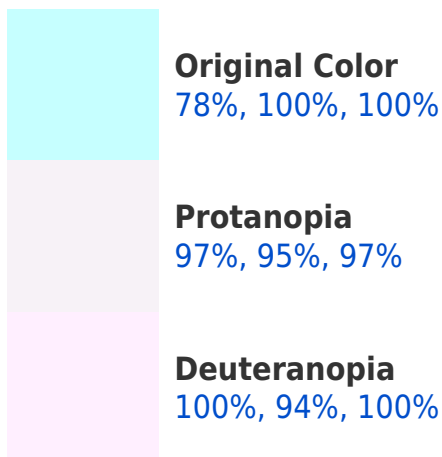 Original Color
78%, 100%, 100%
Protanopia
97%, 95%, 97%
Deuteranopia
100%, 94%, 100%